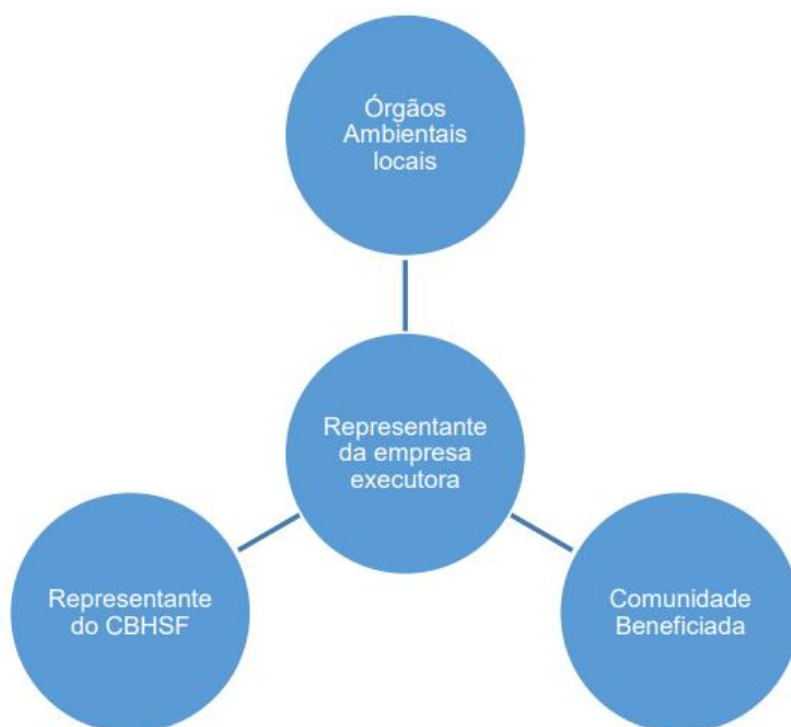 Órgãos
Ambientais
locais
Representante
da empresa
executora
Representante
do CBHSF
Comunidade
Beneficiada